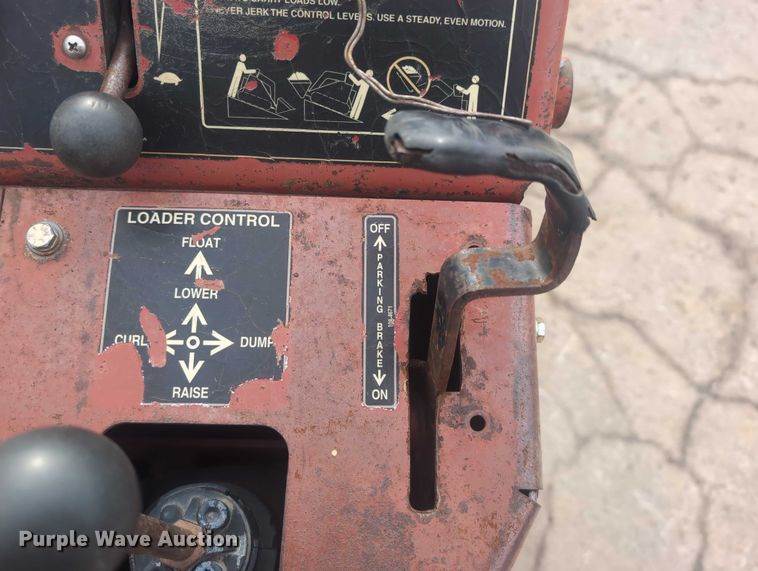 CARRY LOADS LOW.
NEVER JERK THE CONTROL LEVERS. USE A STEADY, EVEN MOTION.
LOADER CONTROL
FLOAT
LOWER
CURL
DUMP
RAISE
OFF
PARKING BRAKE
ON
Purple Wave Auction